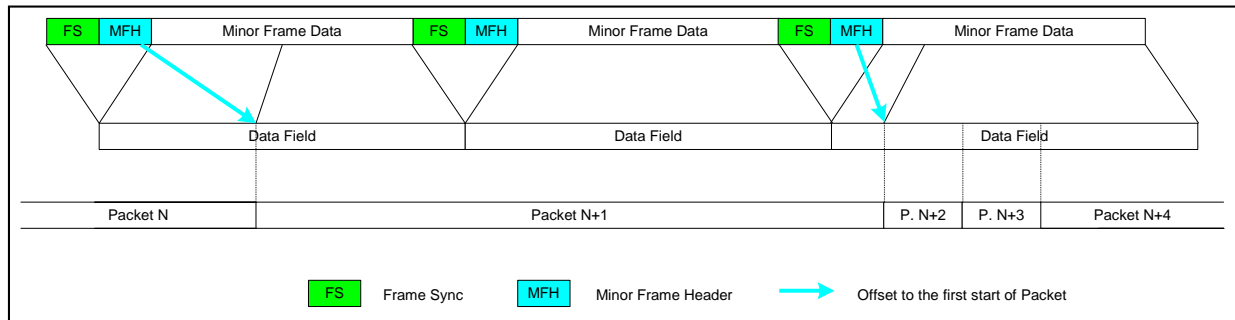 FS MFH Minor Frame Data FS MFH Minor Frame Data FS MFH Minor Frame Data
Data Field Data Field Data Field
Packet N Packet N+1 P. N+2 P. N+3 Packet N+4
FS Frame Sync MFH Minor Frame Header Offset to the first start of Packet